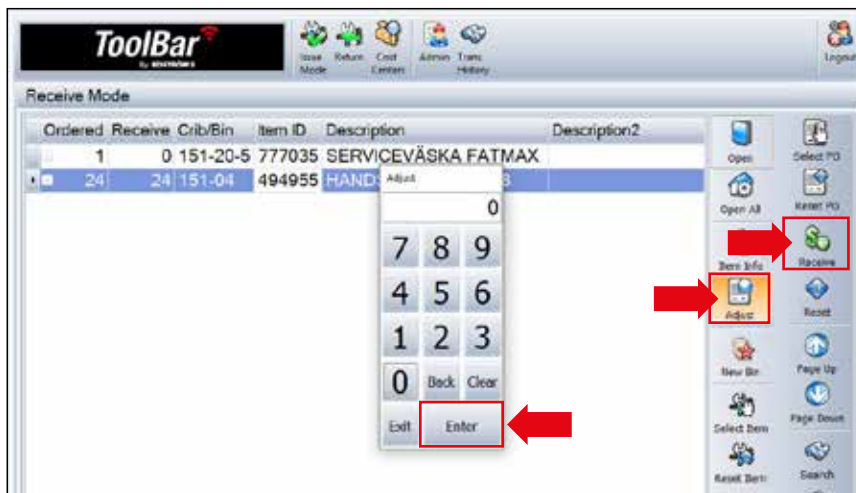 ToolBar
Issue Mode
Return
Cost Centers
Admin
Trans History
Logout
Receive Mode
Ordered Receive Crib/Bin Item ID Description Description2
1 0 151-20-5 777035 SERVICEVÄSKA FATMAX
24 24 151-04 494955 HANDS
Adjust
0
7 8 9
4 5 6
1 2 3
0 Back Clear
Exit Enter
Open Select PO
Open All Reset PO
Item Info Receive
Adjust Reset
New Bin Page Up
Select Item Page Down
Reset Item Search